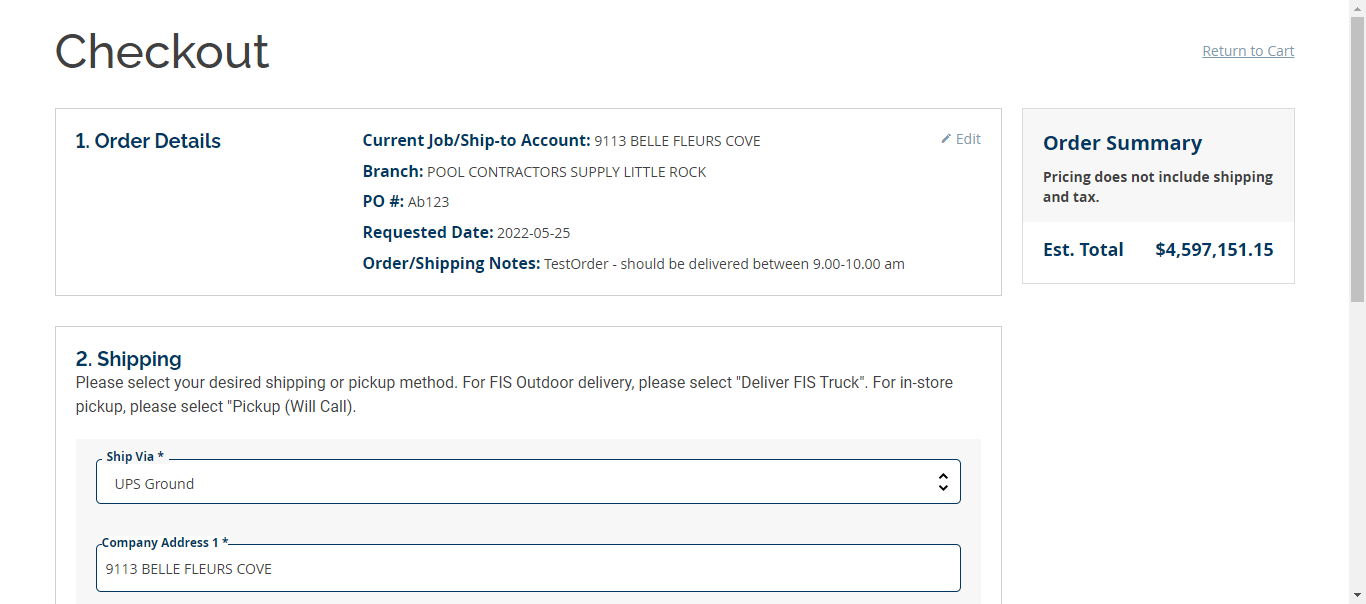 Checkout
Return to Cart
1. Order Details
Current Job/Ship-to Account: 9113 BELLE FLEURS COVE
Edit
Branch: POOL CONTRACTORS SUPPLY LITTLE ROCK
PO #: Ab123
Requested Date: 2022-05-25
Order/Shipping Notes: TestOrder - should be delivered between 9.00-10.00 am
Order Summary
Pricing does not include shipping
and tax.
Est. Total $4,597,151.15
2. Shipping
Please select your desired shipping or pickup method. For FIS Outdoor delivery, please select "Deliver FIS Truck". For in-store
pickup, please select "Pickup (Will Call).
Ship Via *
UPS Ground
Company Address 1 *
9113 BELLE FLEURS COVE